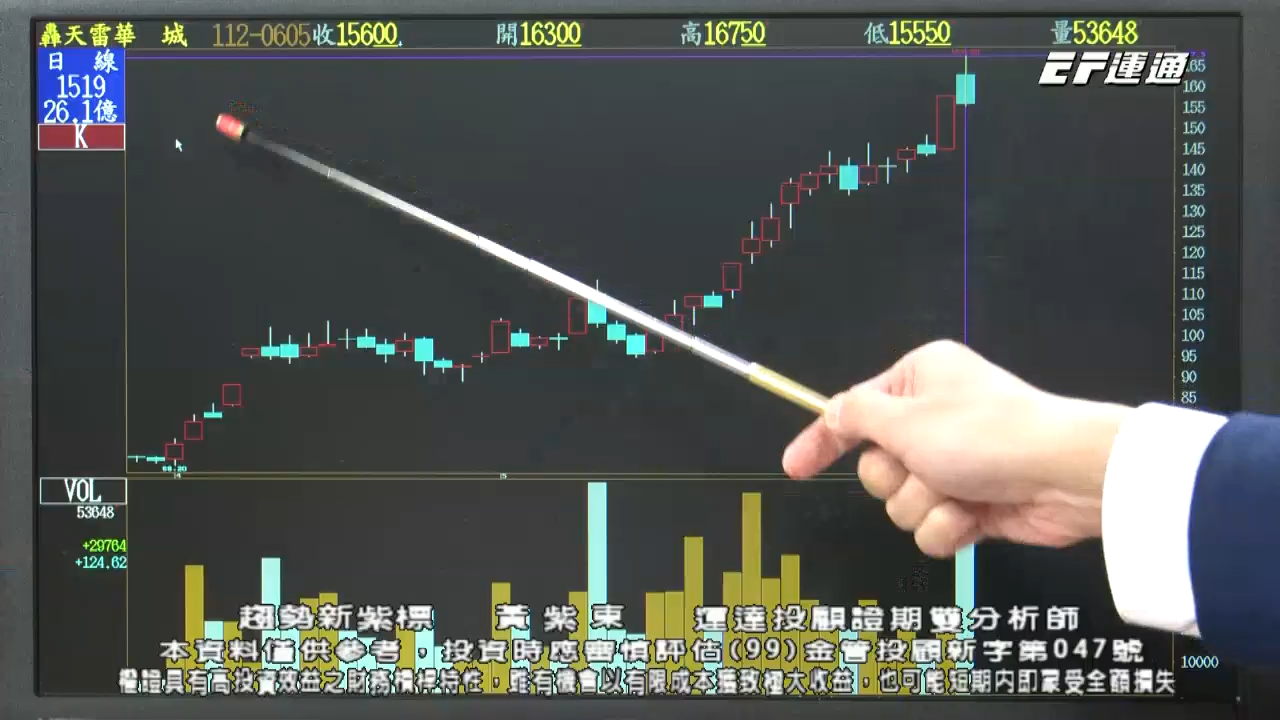 轟天雷華 城 112-0605收15600. 開16300 高16750 低15550 量53648
EF運通
日 線
1519
26.1億
K
165
160
155
150
145
140
135
130
125
120
115
110
105
100
95
90
85
69.20
4
5
VOL
53648
+29764
+124.62
趨勢新紫標 黃紫東 運達投顧證期雙分析師
本資料僅供參考，投資時應審慎評估(99)金管投顧新字第047號
10000
權證具有高投資效益之財務槓桿特性，雖有機會以有限成本獲致極大收益，也可能短期內即蒙受全額損失